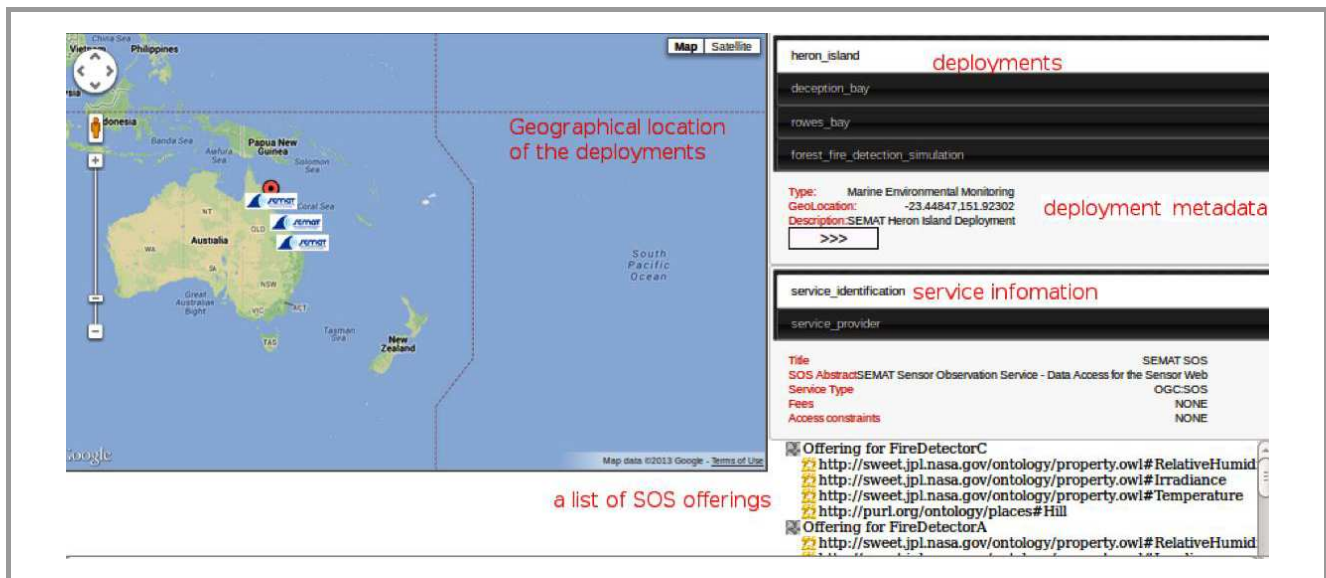 China Sea
Philippines
Map Satellite
Banda Sea
Arafura Sea
Papua New Guinea
Solomon Sea
Coral Sea
SEMAT
SEMAT
SEMAT
NT
QLD
WA
Australia
SA
NSW
VIC
ACT
TAS
Great Australian Bight
Tasman Sea
New Zealand
South Pacific Ocean
Geographical location
of the deployments
Map data ©2013 Google - Terms of Use
heron_island deployments
deception_bay
rowes_bay
forest_fire_detection_simulation
Type: Marine Environmental Monitoring
GeoLocation: -23.44847,151.92302
deployment metadata
Description:SEMAT Heron Island Deployment
>>>
service_identification service infomation
service_provider
Title SEMAT SOS
SOS AbstractSEMAT Sensor Observation Service - Data Access for the Sensor Web
Service Type OGC:SOS
Fees NONE
Access constraints NONE
a list of SOS offerings
Offering for FireDetectorC
http://sweet.jpl.nasa.gov/ontology/property.owl#RelativeHumid
http://sweet.jpl.nasa.gov/ontology/property.owl#Irradiance
http://sweet.jpl.nasa.gov/ontology/property.owl#Temperature
http://purl.org/ontology/places#Hill
Offering for FireDetectorA
http://sweet.jpl.nasa.gov/ontology/property.owl#RelativeHumid